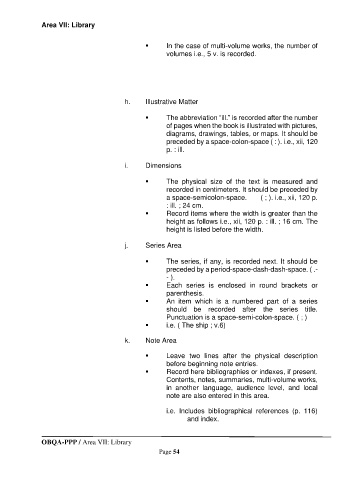 Area VII: Library
▪ In the case of multi-volume works, the number of
volumes i.e., 5 v. is recorded.
h. Illustrative Matter
▪ The abbreviation "ill." is recorded after the number
of pages when the book is illustrated with pictures,
diagrams, drawings, tables, or maps. It should be
preceded by a space-colon-space ( : ). i.e., xii, 120
p. : ill.
i. Dimensions
▪ The physical size of the text is measured and
recorded in centimeters. It should be preceded by
a space-semicolon-space. ( ; ). i.e., xii, 120 p.
: ill. ; 24 cm.
▪ Record items where the width is greater than the
height as follows i.e., xii, 120 p. : ill. ; 16 cm. The
height is listed before the width.
j. Series Area
▪ The series, if any, is recorded next. It should be
preceded by a period-space-dash-dash-space. ( .-
- ).
▪ Each series is enclosed in round brackets or
parenthesis.
▪ An item which is a numbered part of a series
should be recorded after the series title.
Punctuation is a space-semi-colon-space. ( ; )
▪ i.e. ( The ship ; v.6)
k. Note Area
▪ Leave two lines after the physical description
before beginning note entries.
▪ Record here bibliographies or indexes, if present.
Contents, notes, summaries, multi-volume works,
in another language, audience level, and local
note are also entered in this area.
i.e. Includes bibliographical references (p. 116)
and index.
OBQA-PPP / Area VII: Library
Page 54